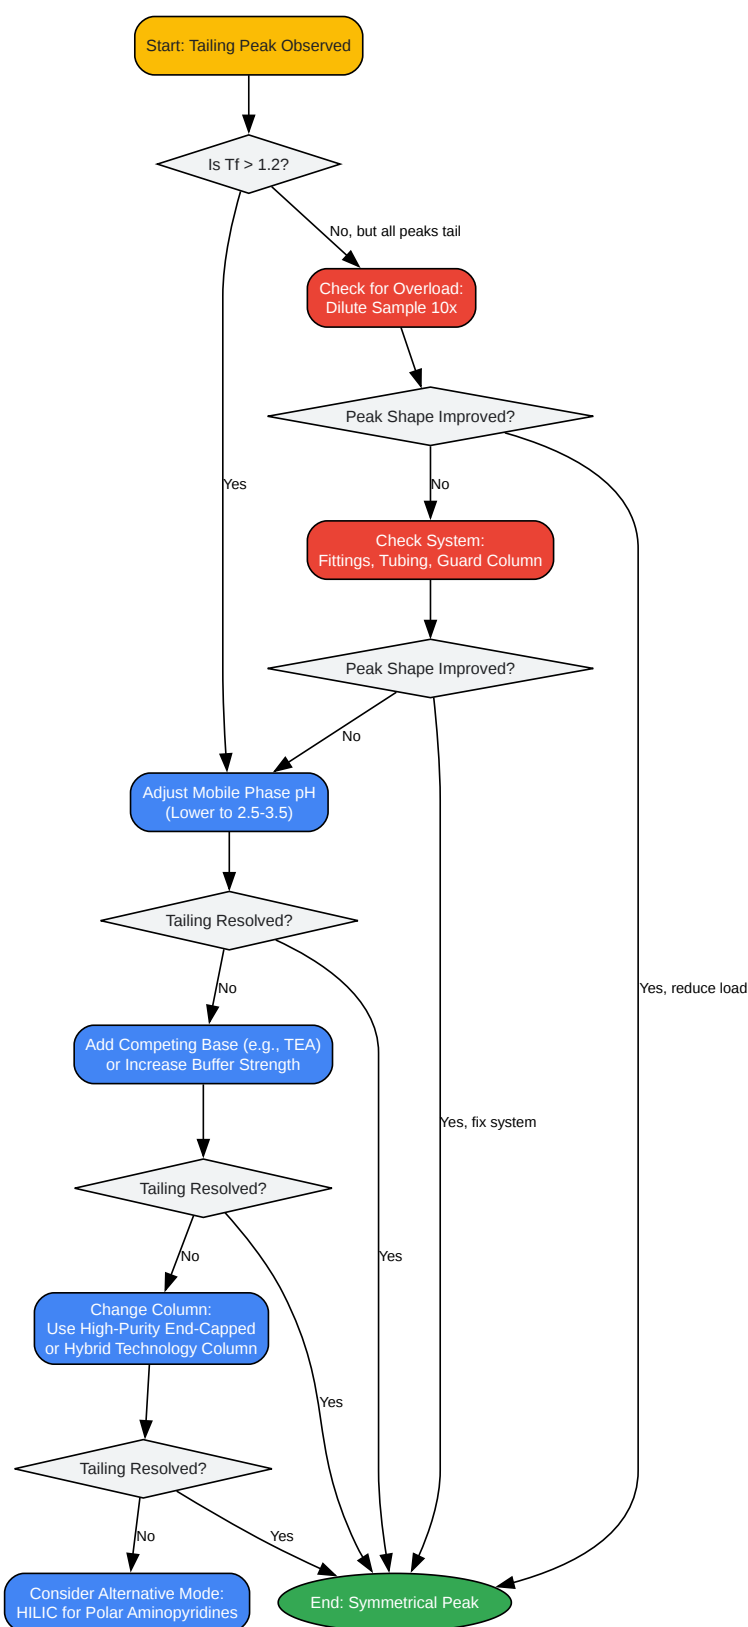 Start: Tailing Peak Observed
Is Tf > 1.2?
No, but all peaks tail
Check for Overload:
Dilute Sample 10x
Peak Shape Improved?
Yes
No
Check System:
Fittings, Tubing, Guard Column
Peak Shape Improved?
No
Adjust Mobile Phase pH
(Lower to 2.5-3.5)
Tailing Resolved?
No
Yes, reduce load
Add Competing Base (e.g., TEA)
or Increase Buffer Strength
Yes, fix system
Tailing Resolved?
No
Yes
Change Column:
Use High-Purity End-Capped
or Hybrid Technology Column
Yes
Tailing Resolved?
No
Yes
Consider Alternative Mode:
HILIC for Polar Aminopyridines
End: Symmetrical Peak